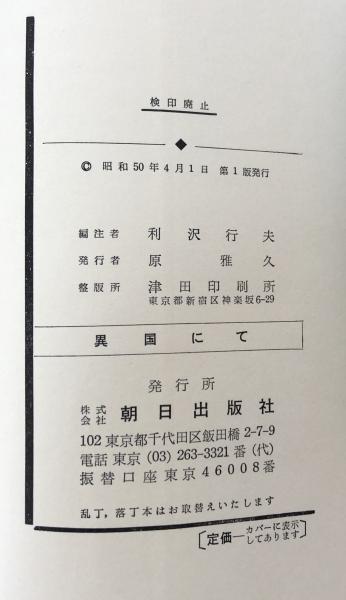 検印廃止
© 昭和50年4月1日 第1版発行
編注者 利沢行夫
発行者 原雅久
整版所 津田印刷所
東京都新宿区神楽坂6-29
異国にて
発行所
株式会社 朝日出版社
102 東京都千代田区飯田橋2-7-9
電話 東京 (03) 263-3321番 (代)
振替口座東京46008番
乱丁,落丁本はお取替えいたします
〔定価―カバーに表示してあります〕